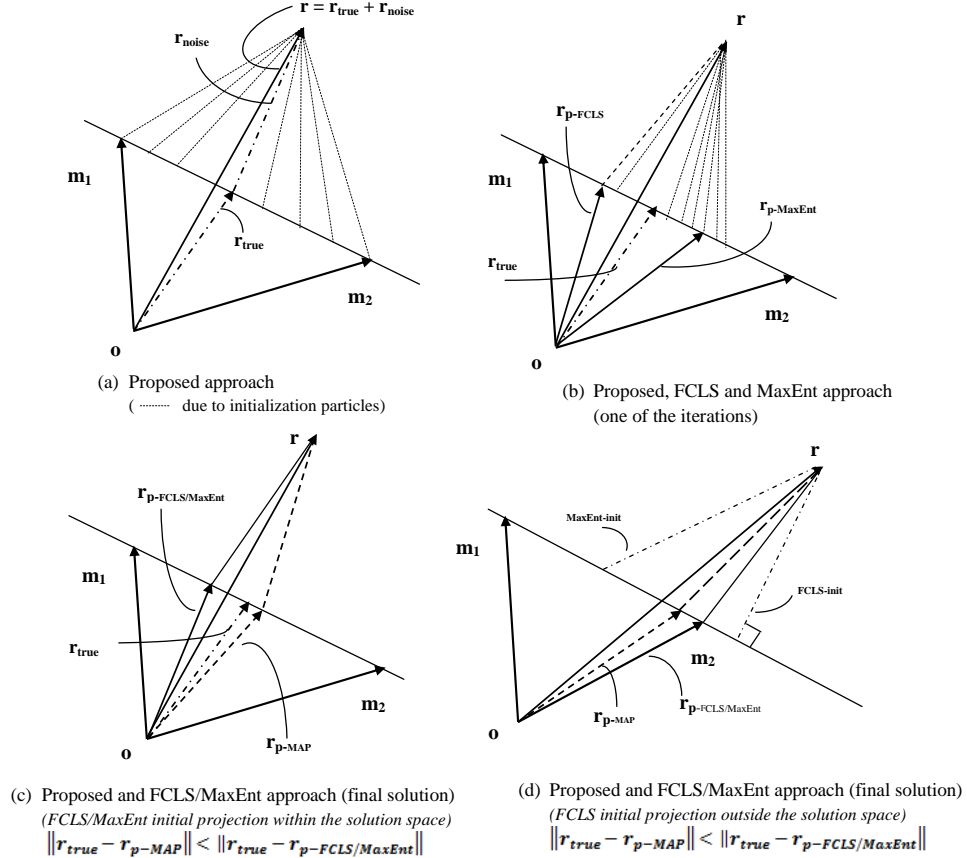 r = r_true + r_noise
r_noise
m_1
r_true
m_2
o
(a) Proposed approach
( ............ due to initialization particles)
r
r_p-FCLS
m_1
r_p-MaxEnt
r_true
m_2
o
(b) Proposed, FCLS and MaxEnt approach
(one of the iterations)
r
r_p-FCLS/MaxEnt
m_1
r_true
m_2
r_p-MAP
o
(c) Proposed and FCLS/MaxEnt approach (final solution)
(FCLS/MaxEnt initial projection within the solution space)
‖r_true − r_p−MAP‖ < ‖r_true − r_p−FCLS/MaxEnt‖
r
MaxEnt-init
m_1
FCLS-init
m_2
r_p-MAP
r_p-FCLS/MaxEnt
o
(d) Proposed and FCLS/MaxEnt approach (final solution)
(FCLS initial projection outside the solution space)
‖r_true − r_p−MAP‖ < ‖r_true − r_p−FCLS/MaxEnt‖